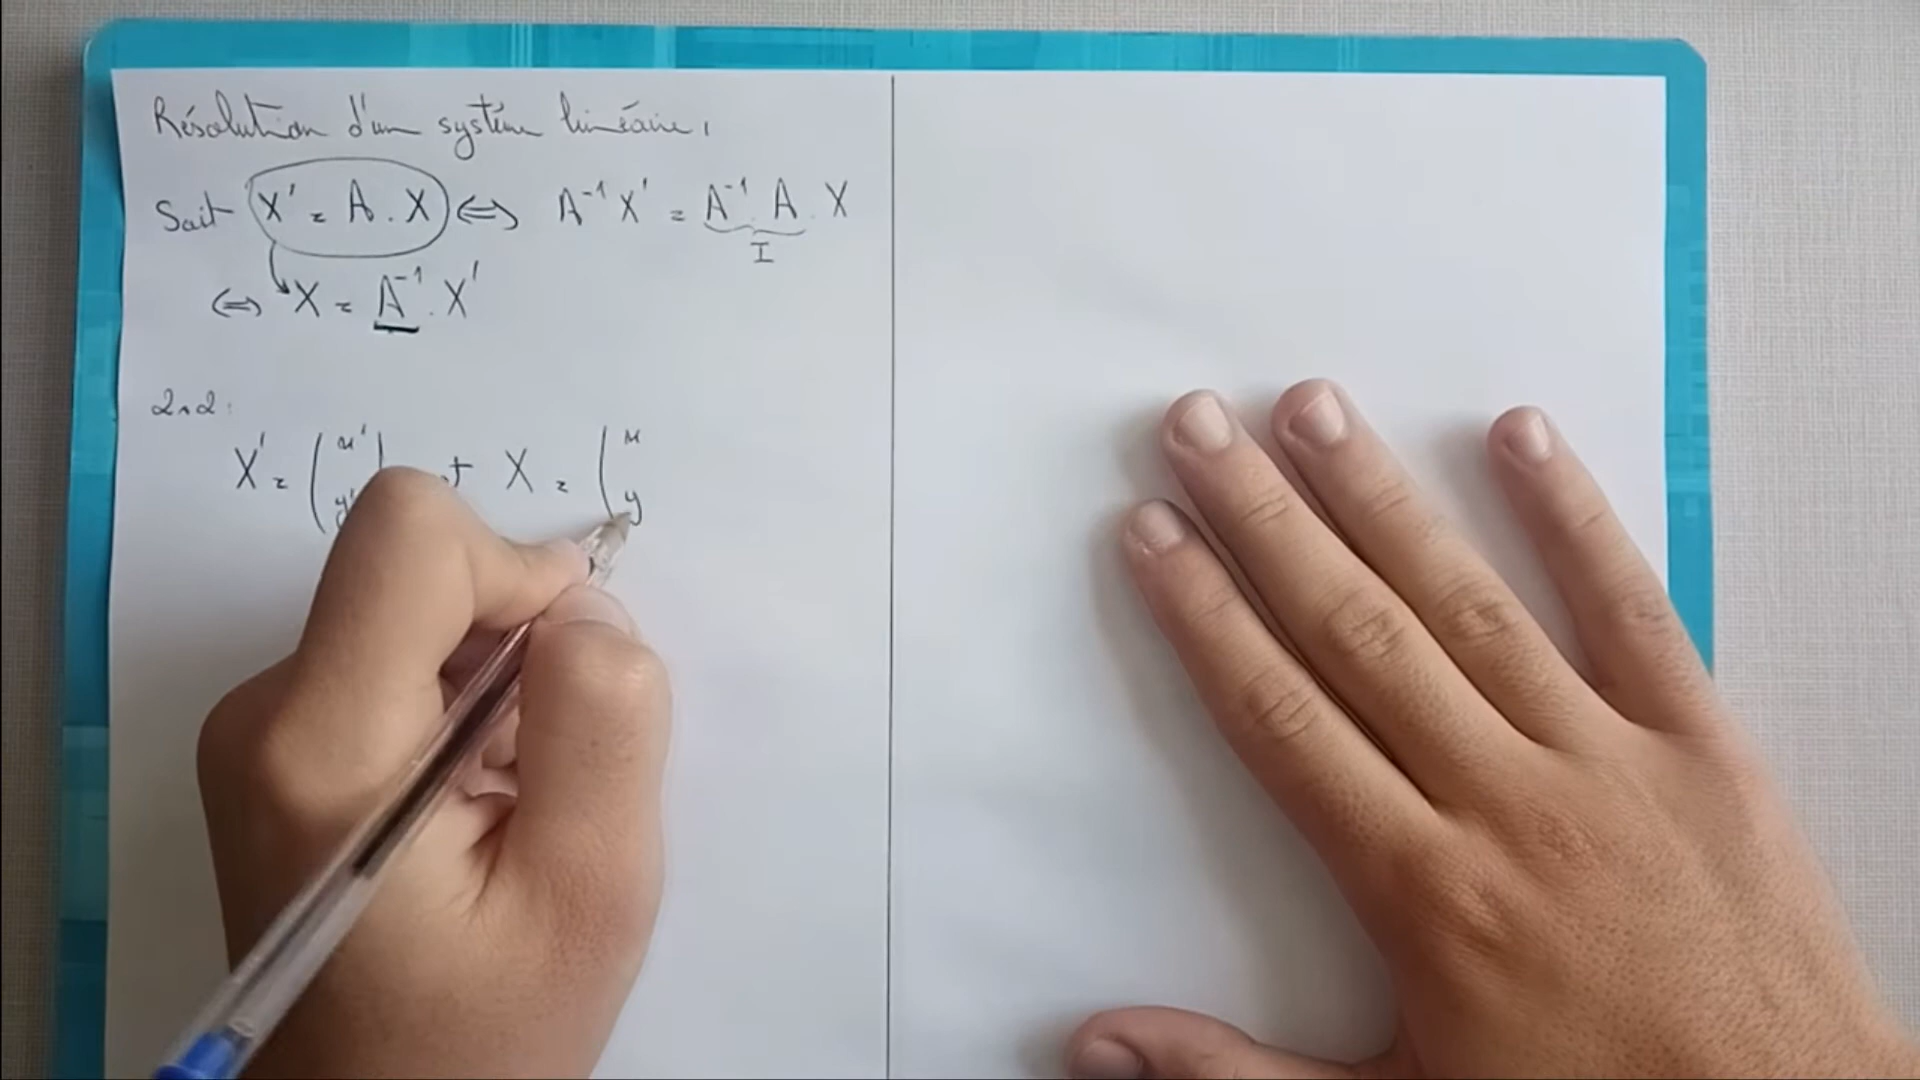 Résolution d'un système linéaire :
Soit X' = A . X ⟺ A⁻¹ X' = A⁻¹ . A . X
I
⟺ X = A⁻¹ . X'
2x2 :
X' = ( x' y' ) et X = ( x y